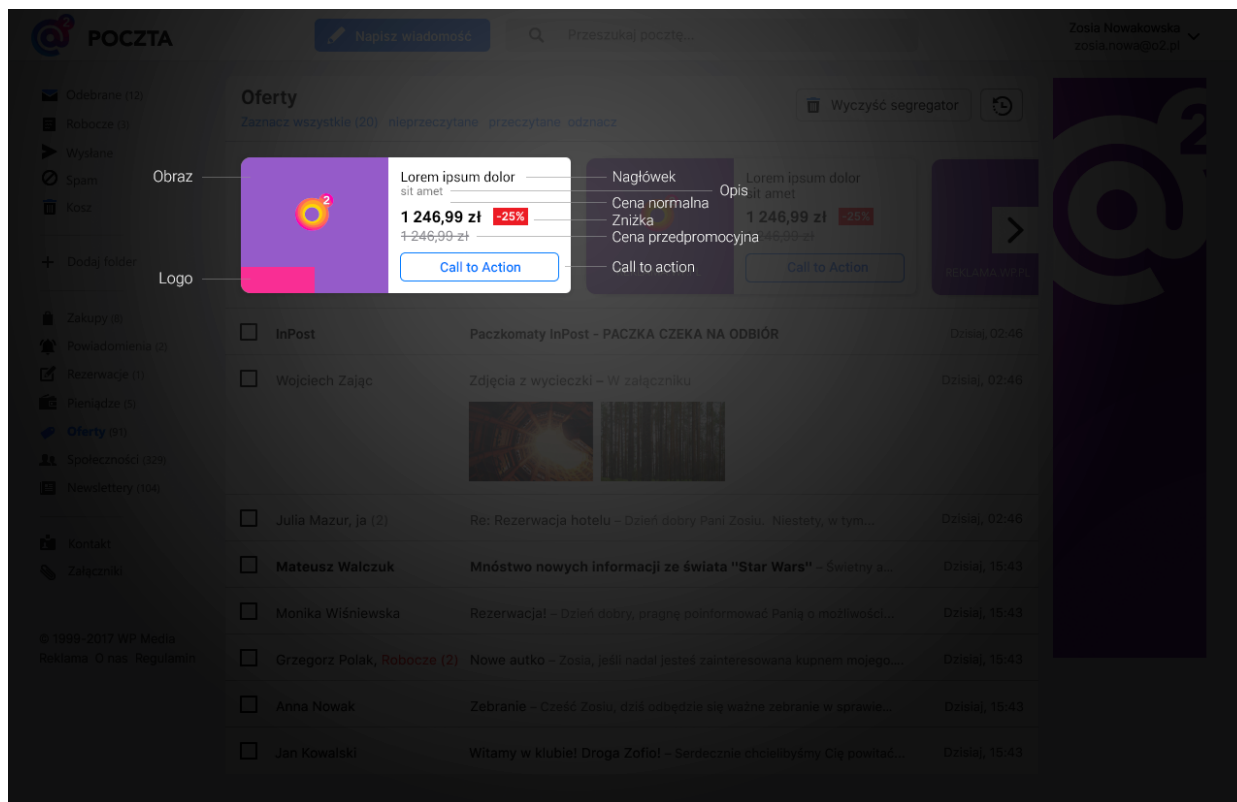 2 POCZTA
Napisz wiadomość
Przeszukaj pocztę...
Zosia Nowakowska
zosia.nowa@o2.pl
Odebrane (12)
Robocze (3)
Wysłane
Spam
Kosz
Dodaj folder
Zakupy (8)
Powiadomienia (2)
Rezerwacje (1)
Pieniądze (5)
Oferty (91)
Społeczności (329)
Newslettery (104)
Kontakt
Załączniki
© 1999-2017 WP Media
Reklama O nas Regulamin
Oferty
Wyczyść segregator
Zaznacz wszystkie (20) nieprzeczytane przeczytane odznacz
Obraz
Logo
2
Lorem ipsum dolor
sit amet
1 246,99 zł -25%
1 246,99 zł
Call to Action
Nagłówek
Opis
Cena normalna
Zniżka
Cena przedpromocyjna
Call to action
Lorem ipsum dolor
sit amet
1 246,99 zł -25%
1 246,99 zł
Call to Action
REKLAMA.WP.PL
2
InPost Paczkomaty InPost - PACZKA CZEKA NA ODBIÓR Dzisiaj, 02:46
Wojciech Zając Zdjęcia z wycieczki – W załączniku Dzisiaj, 02:46
Julia Mazur, ja (2) Re: Rezerwacja hotelu – Dzień dobry Pani Zosiu. Niestety, w tym... Dzisiaj, 02:46
Mateusz Walczuk Mnóstwo nowych informacji ze świata "Star Wars" – Świetny a... Dzisiaj, 15:43
Monika Wiśniewska Rezerwacja! – Dzień dobry, pragnę poinformować Panią o możliwości... Dzisiaj, 15:43
Grzegorz Polak, Robocze (2) Nowe autko – Zosia, jeśli nadal jesteś zainteresowana kupnem mojego... Dzisiaj, 15:43
Anna Nowak Zebranie – Cześć Zosiu, dziś odbędzie się ważne zebranie w sprawie... Dzisiaj, 15:43
Jan Kowalski Witamy w klubie! Droga Zofio! – Serdecznie chcielibyśmy Cię powitać... Dzisiaj, 15:43